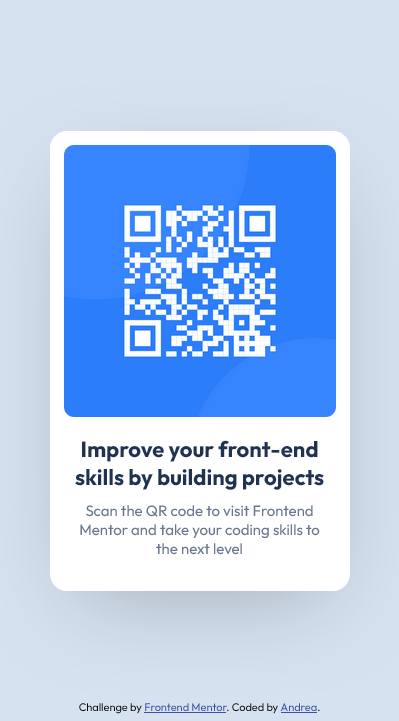 Improve your front-end
skills by building projects
Scan the QR code to visit Frontend
Mentor and take your coding skills to
the next level
Challenge by Frontend Mentor. Coded by Andrea.